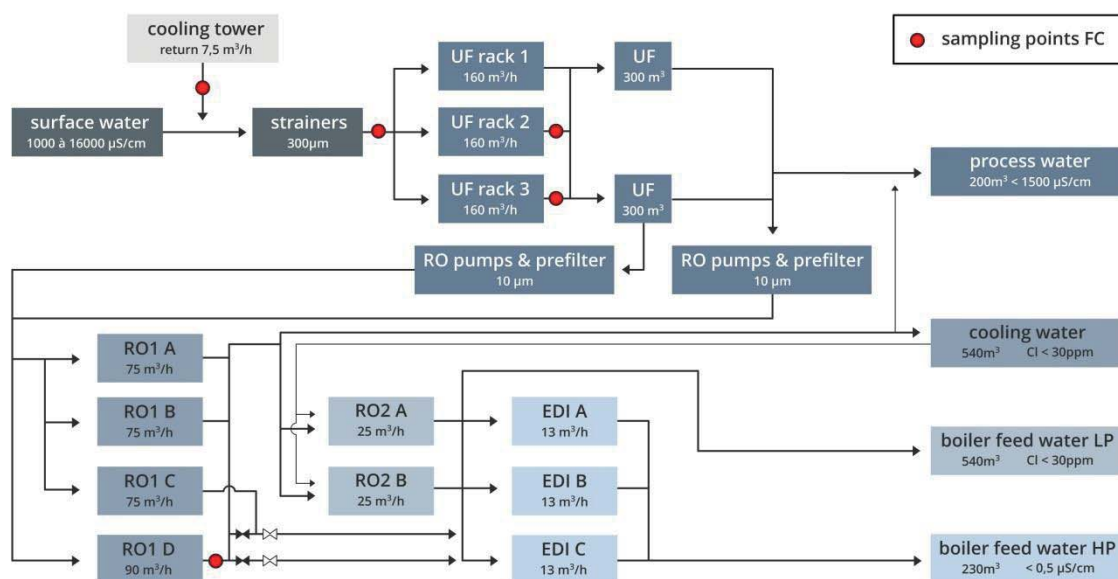 cooling tower
return 7,5 m³/h
sampling points FC
surface water
1000 à 16000 µS/cm
strainers
300µm
UF rack 1
160 m³/h
UF rack 2
160 m³/h
UF rack 3
160 m³/h
UF
300 m³
UF
300 m³
process water
200m³ < 1500 µS/cm
RO pumps & prefilter
10 µm
RO pumps & prefilter
10 µm
cooling water
540m³ Cl < 30ppm
RO1 A
75 m³/h
RO1 B
75 m³/h
RO1 C
75 m³/h
RO1 D
90 m³/h
RO2 A
25 m³/h
RO2 B
25 m³/h
EDI A
13 m³/h
EDI B
13 m³/h
EDI C
13 m³/h
boiler feed water LP
540m³ Cl < 30ppm
boiler feed water HP
230m³ < 0,5 µS/cm